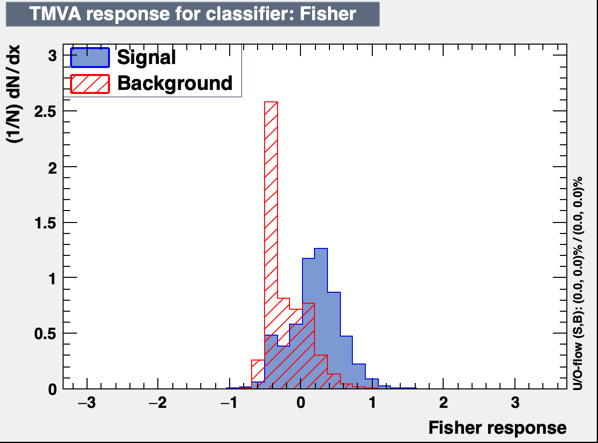 TMVA response for classifier: Fisher
Signal
Background
(1/N) dN/dx
3
2.5
2
1.5
1
0.5
0
−3 −2 −1 0 1 2 3
Fisher response
U/O-flow (S,B): (0.0, 0.0)% / (0.0, 0.0)%